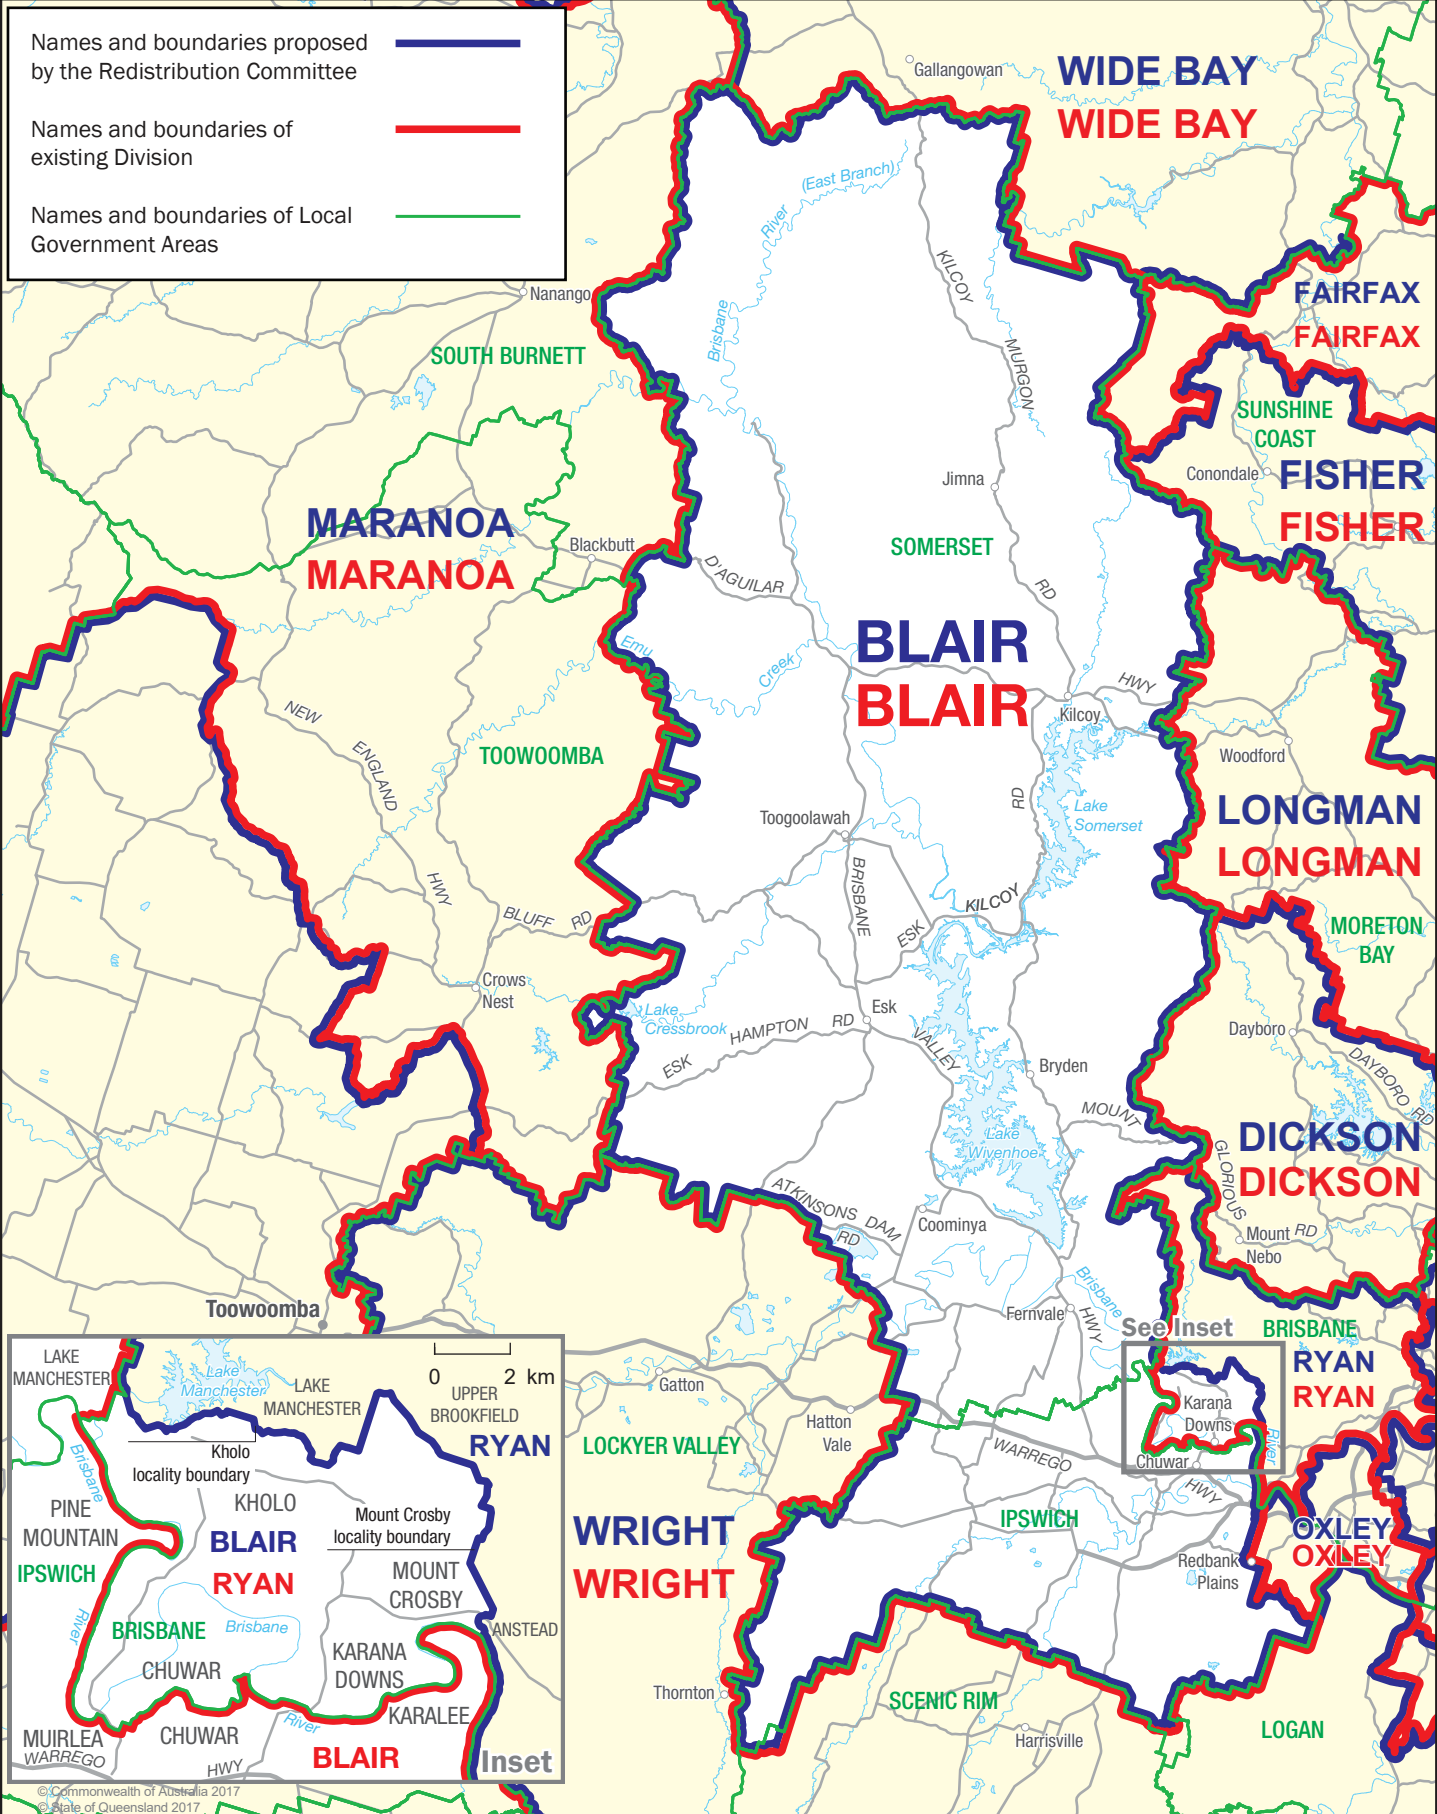 Names and boundaries proposed
by the Redistribution Committee
Names and boundaries of
existing Division
Names and boundaries of Local
Government Areas
Gallangowan
WIDE BAY
WIDE BAY
(East Branch)
River
Brisbane
KILCOY
MURGON
RD
Nanango
SOUTH BURNETT
FAIRFAX
FAIRFAX
SUNSHINE
COAST
Conondale
FISHER
FISHER
Jimna
SOMERSET
MARANOA
MARANOA
Blackbutt
D'AGUILAR
BLAIR
BLAIR
Emu
Creek
HWY
Kilcoy
NEW
ENGLAND
HWY
TOOWOOMBA
Woodford
RD
Lake
Somerset
LONGMAN
LONGMAN
Toogoolawah
BRISBANE
ESK
KILCOY
BLUFF
RD
MORETON
BAY
Crows
Nest
Lake
Cressbrook
Esk
ESK
HAMPTON
RD
VALLEY
Bryden
Dayboro
DAYBORO
RD
MOUNT
GLORIOUS
RD
DICKSON
DICKSON
Lake
Wivenhoe
ATKINSONS
DAM
RD
Coominya
Mount
Nebo
Brisbane
HWY
Fernvale
Toowoomba
See Inset
BRISBANE
RYAN
RYAN
Karana
Downs
River
Chuwar
Gatton
Hatton
Vale
LOCKYER VALLEY
WARREGO
HWY
IPSWICH
WRIGHT
WRIGHT
OXLEY
OXLEY
Redbank
Plains
Thornton
SCENIC RIM
Harrisville
LOGAN
LAKE
MANCHESTER
Lake
Manchester
LAKE
MANCHESTER
0 2 km
UPPER
BROOKFIELD
RYAN
Kholo
locality boundary
Brisbane
PINE
MOUNTAIN
KHOLO
Mount Crosby
locality boundary
BLAIR
RYAN
IPSWICH
MOUNT
CROSBY
River
BRISBANE
Brisbane
ANSTEAD
CHUWAR
KARANA
DOWNS
KARALEE
River
MUIRLEA
CHUWAR
WARREGO
HWY
BLAIR
Inset
© Commonwealth of Australia 2017
© State of Queensland 2017